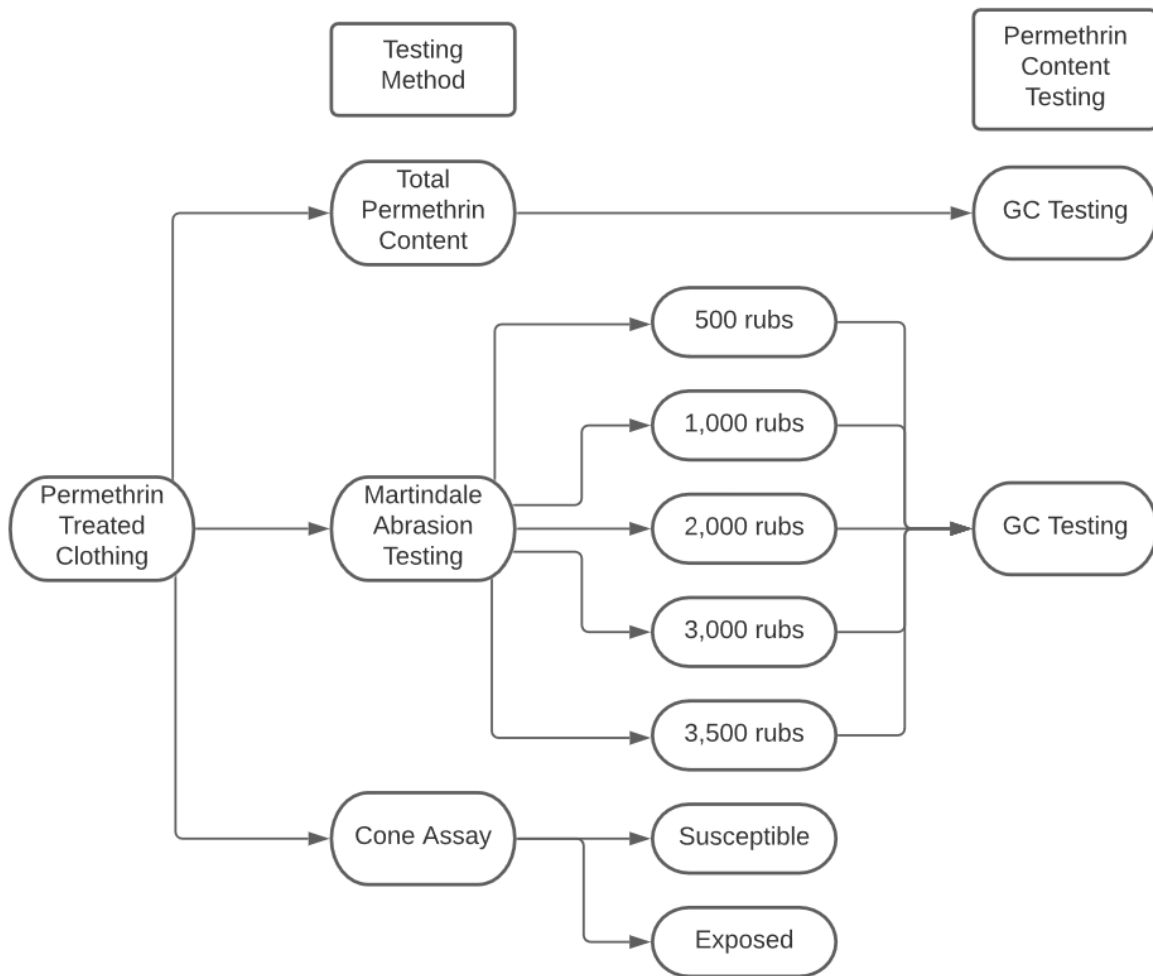 Testing
Method
Permethrin
Content
Testing
Total
Permethrin
Content
GC Testing
500 rubs
1,000 rubs
Permethrin
Treated
Clothing
Martindale
Abrasion
Testing
2,000 rubs
GC Testing
3,000 rubs
3,500 rubs
Cone Assay
Susceptible
Exposed